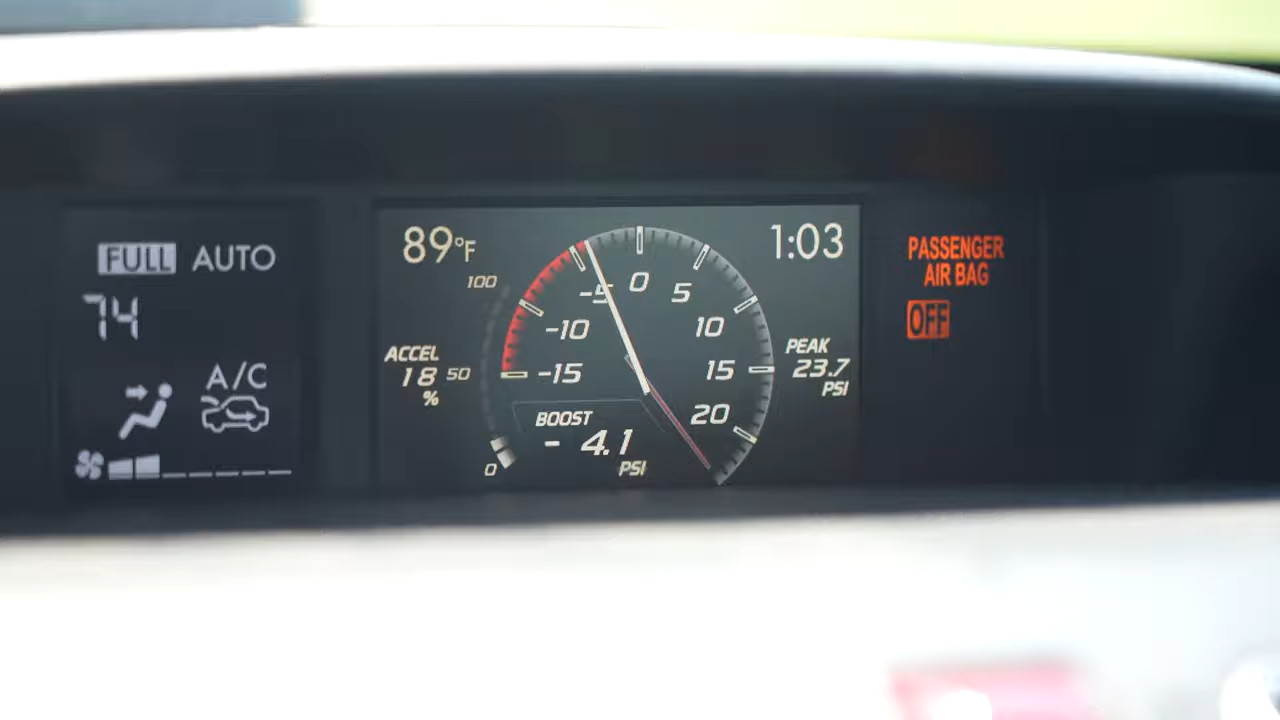 FULL AUTO
74
A/C
89°F
1:03
100
ACCEL
18
%
50
0
-15
-10
-5
0
5
10
15
20
BOOST
- 4.1
PSI
PEAK
23.7
PSI
PASSENGER
AIR BAG
OFF